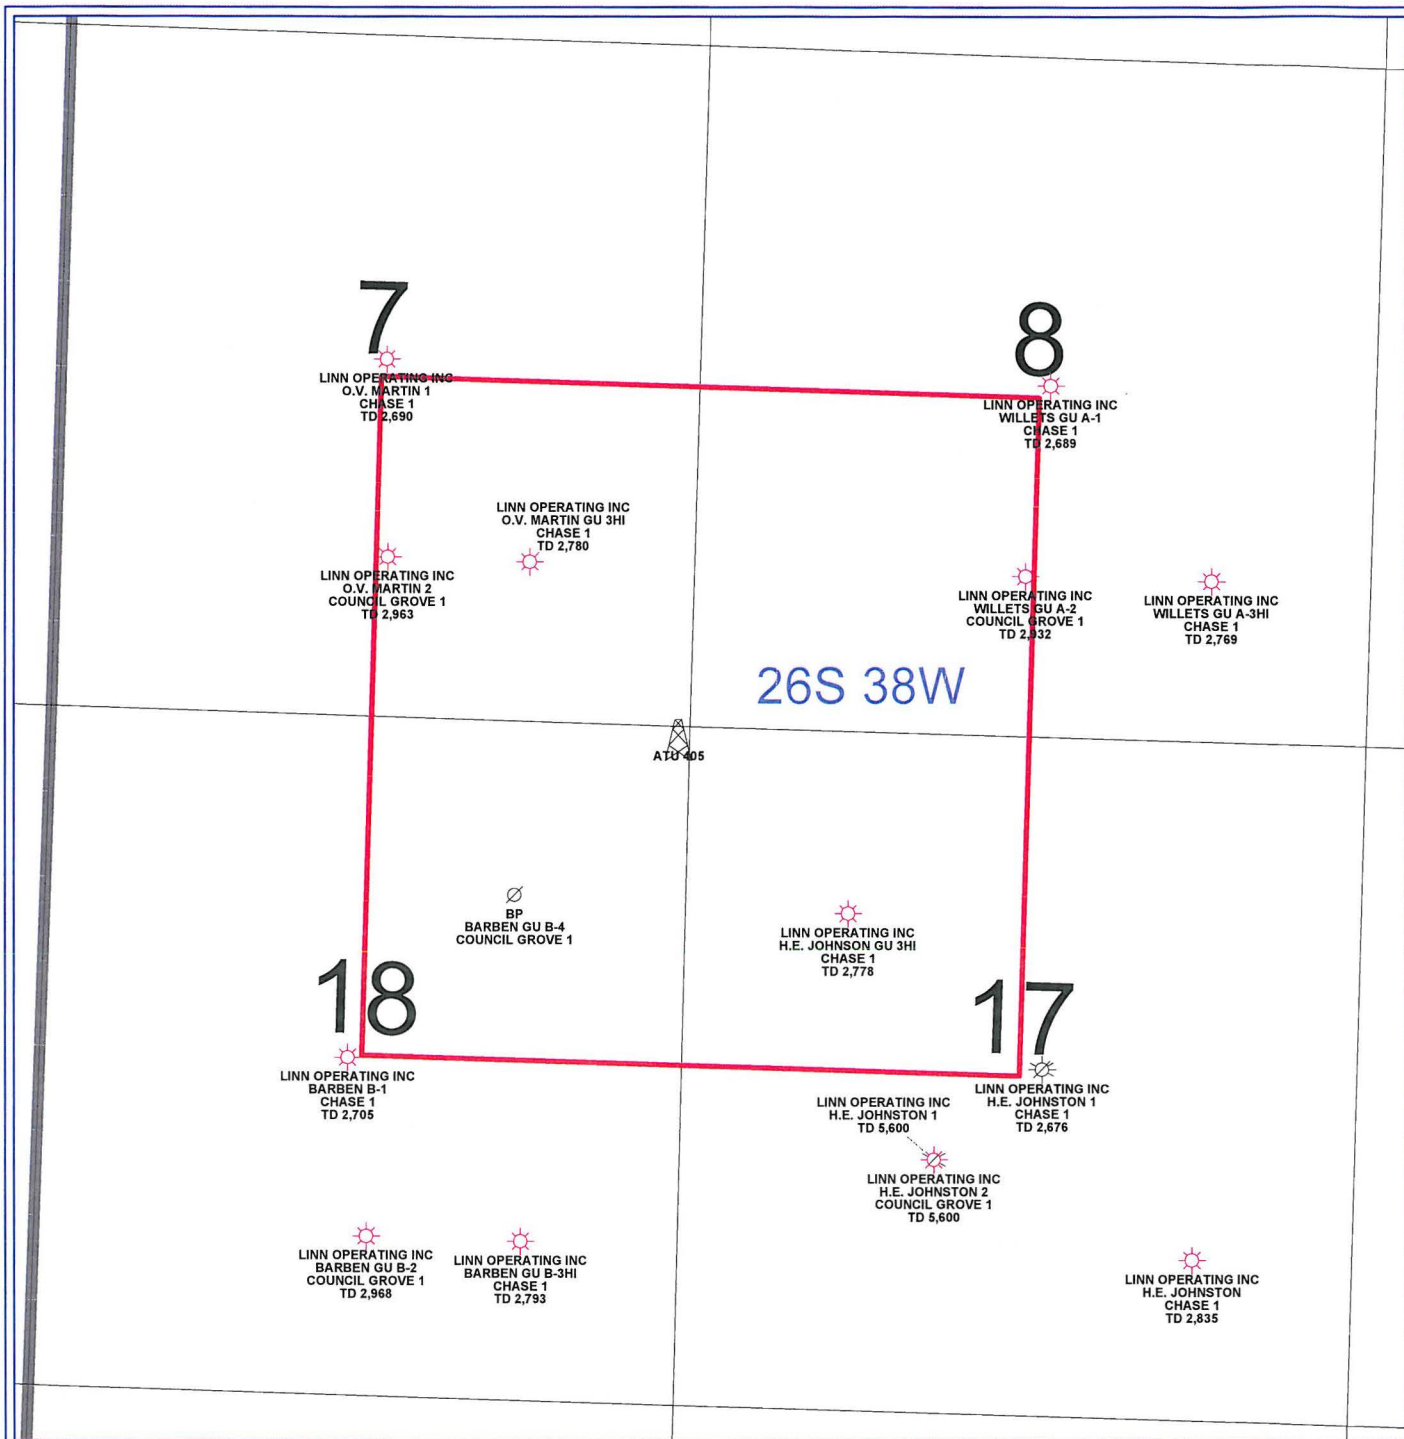 7
8
LINN OPERATING INC
O.V. MARTIN 1
CHASE 1
TD 2,690
LINN OPERATING INC
WILLETS GU A-1
CHASE 1
TD 2,689
LINN OPERATING INC
O.V. MARTIN GU 3HI
CHASE 1
TD 2,780
LINN OPERATING INC
O.V. MARTIN 2
COUNCIL GROVE 1
TD 2,963
LINN OPERATING INC
WILLETS GU A-2
COUNCIL GROVE 1
TD 2,932
LINN OPERATING INC
WILLETS GU A-3HI
CHASE 1
TD 2,769
26S 38W
ATU 405
BP
BARBEN GU B-4
COUNCIL GROVE 1
LINN OPERATING INC
H.E. JOHNSON GU 3HI
CHASE 1
TD 2,778
18
17
LINN OPERATING INC
BARBEN B-1
CHASE 1
TD 2,705
LINN OPERATING INC
H.E. JOHNSTON 1
TD 5,600
LINN OPERATING INC
H.E. JOHNSTON 1
CHASE 1
TD 2,676
LINN OPERATING INC
H.E. JOHNSTON 2
COUNCIL GROVE 1
TD 5,600
LINN OPERATING INC
BARBEN GU B-2
COUNCIL GROVE 1
TD 2,968
LINN OPERATING INC
BARBEN GU B-3HI
CHASE 1
TD 2,793
LINN OPERATING INC
H.E. JOHNSTON
CHASE 1
TD 2,835